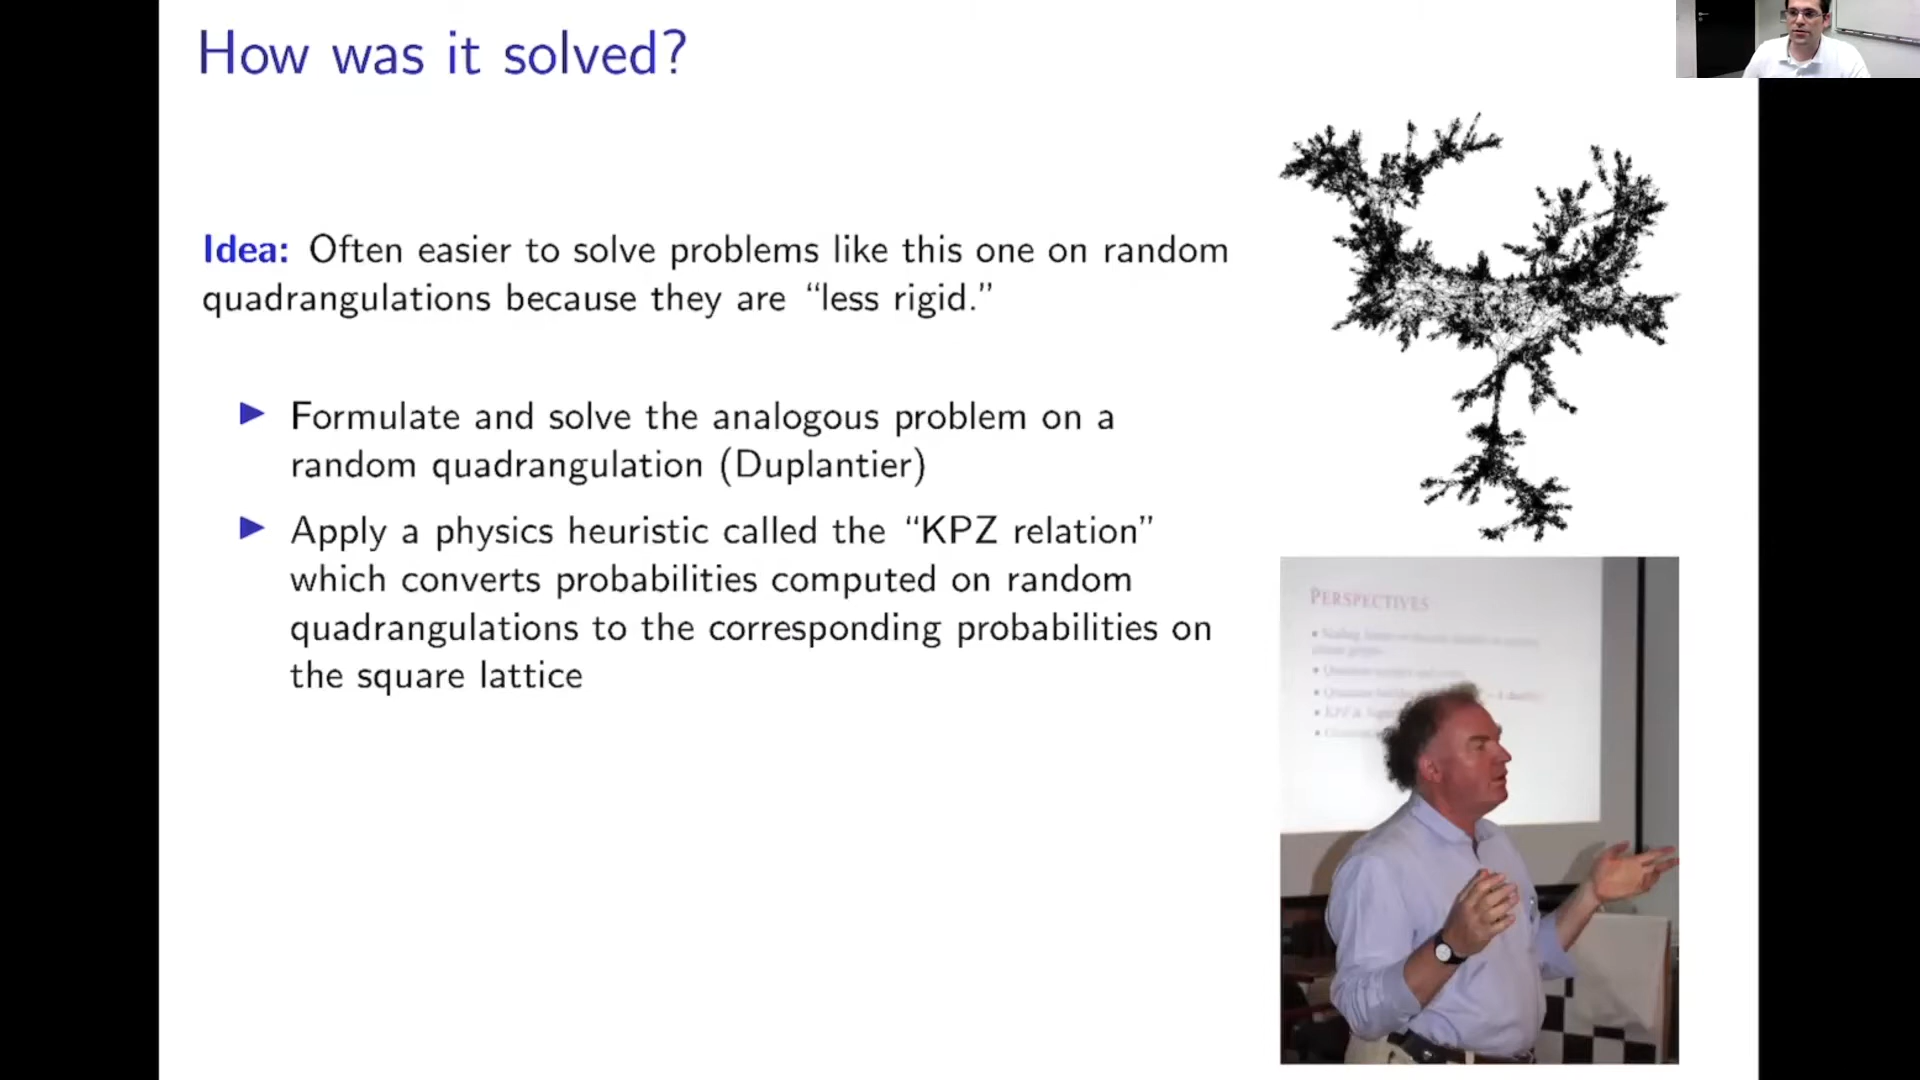 How was it solved?
Idea: Often easier to solve problems like this one on random
quadrangulations because they are “less rigid.”
▶ Formulate and solve the analogous problem on a
random quadrangulation (Duplantier)
▶ Apply a physics heuristic called the “KPZ relation”
which converts probabilities computed on random
quadrangulations to the corresponding probabilities on
the square lattice
PERSPECTIVES